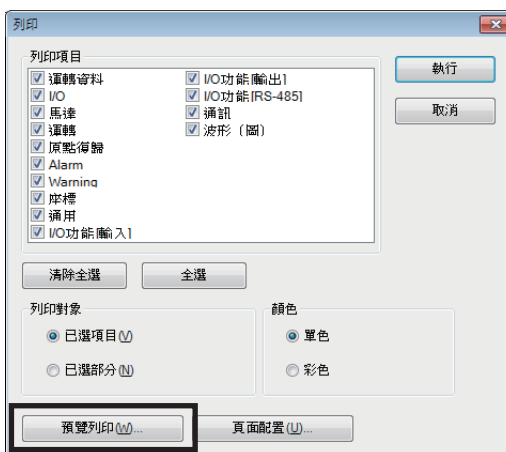 列印
列印項目
運轉資料
I/O
馬達
運轉
原點復歸
Alarm
Warning
座標
通用
I/O功能[輸入]
I/O功能[輸出]
I/O功能[RS-485]
通訊
波形（圖）
執行
取消
清除全選
全選
列印對象
已選項目(V)
已選部分(N)
顏色
單色
彩色
預覽列印(W)...
頁面配置(U)...